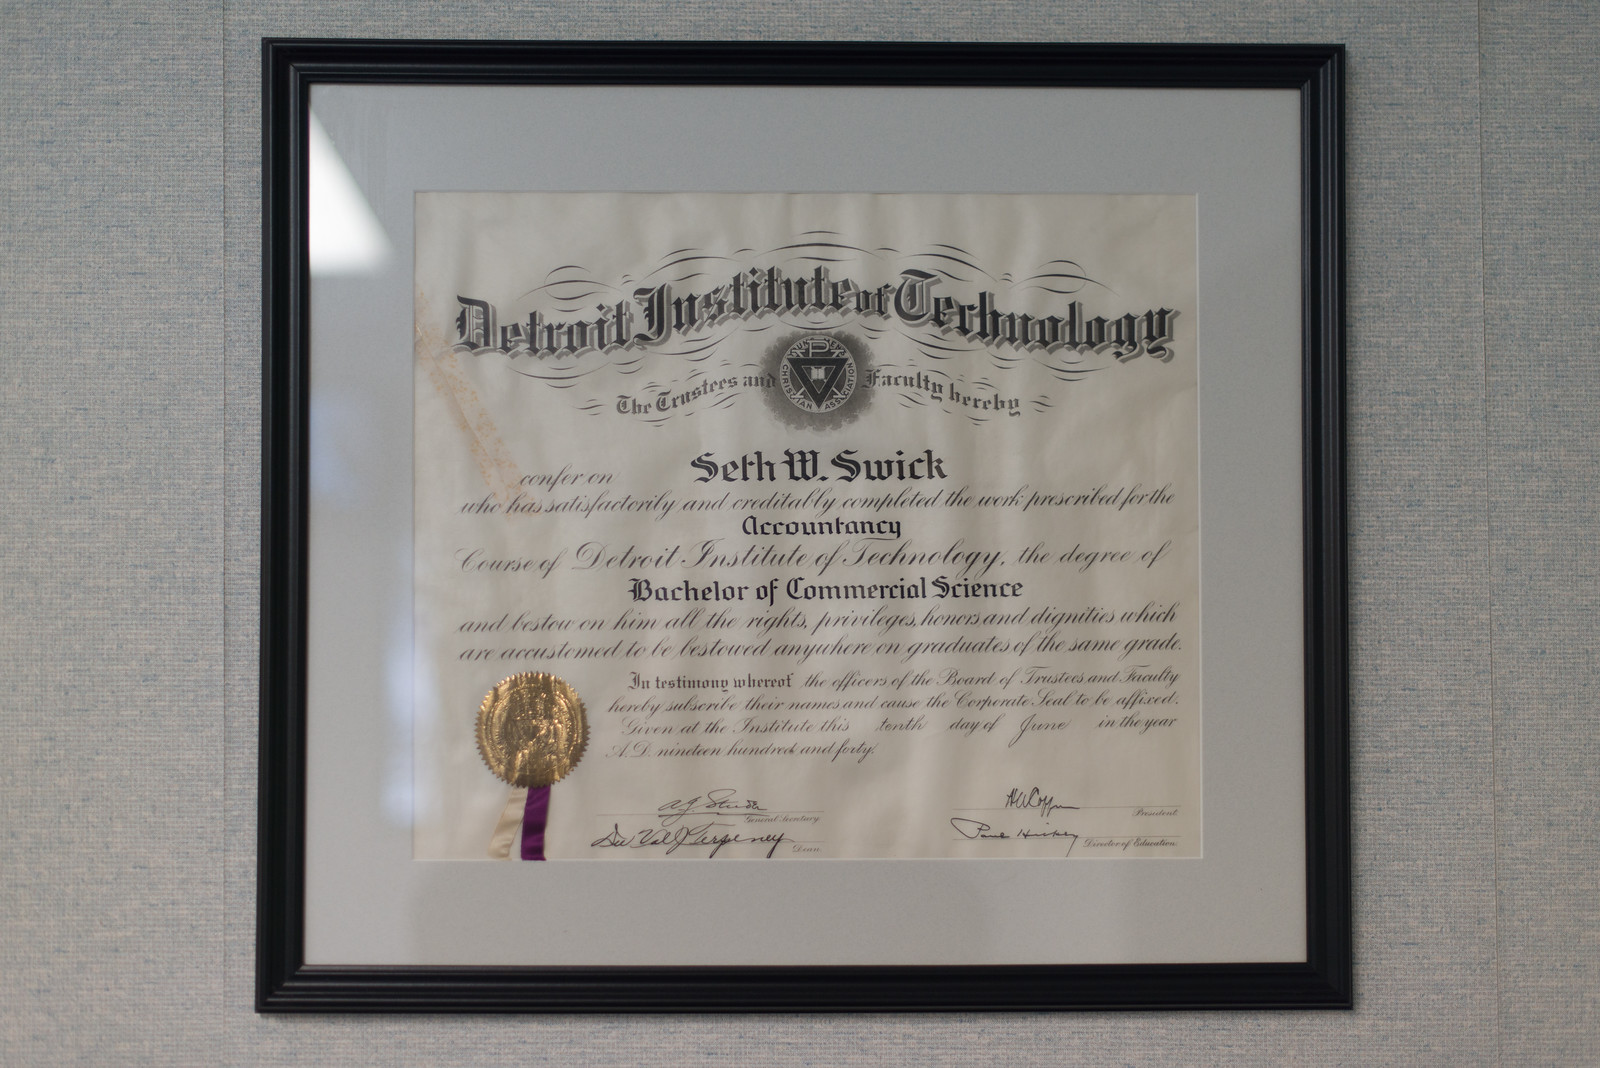 Detroit Institute of Technology
The Trustees and Faculty hereby
CHRISTIAN ASSOCIATION
confer on Seth W. Swick
who has satisfactorily and creditably completed the work prescribed for the
Accountancy
Course of Detroit Institute of Technology, the degree of
Bachelor of Commercial Science
and bestow on him all the rights, privileges, honors and dignities which
are accustomed to be bestowed anywhere on graduates of the same grade.
In testimony whereof the officers of the Board of Trustees and Faculty
hereby subscribe their names and cause the Corporate Seal to be affixed.
Given at the Institute this tenth day of June in the year
A.D. nineteen hundred and forty.
General Secretary
President
Dean
Paul Hickey
Director of Education